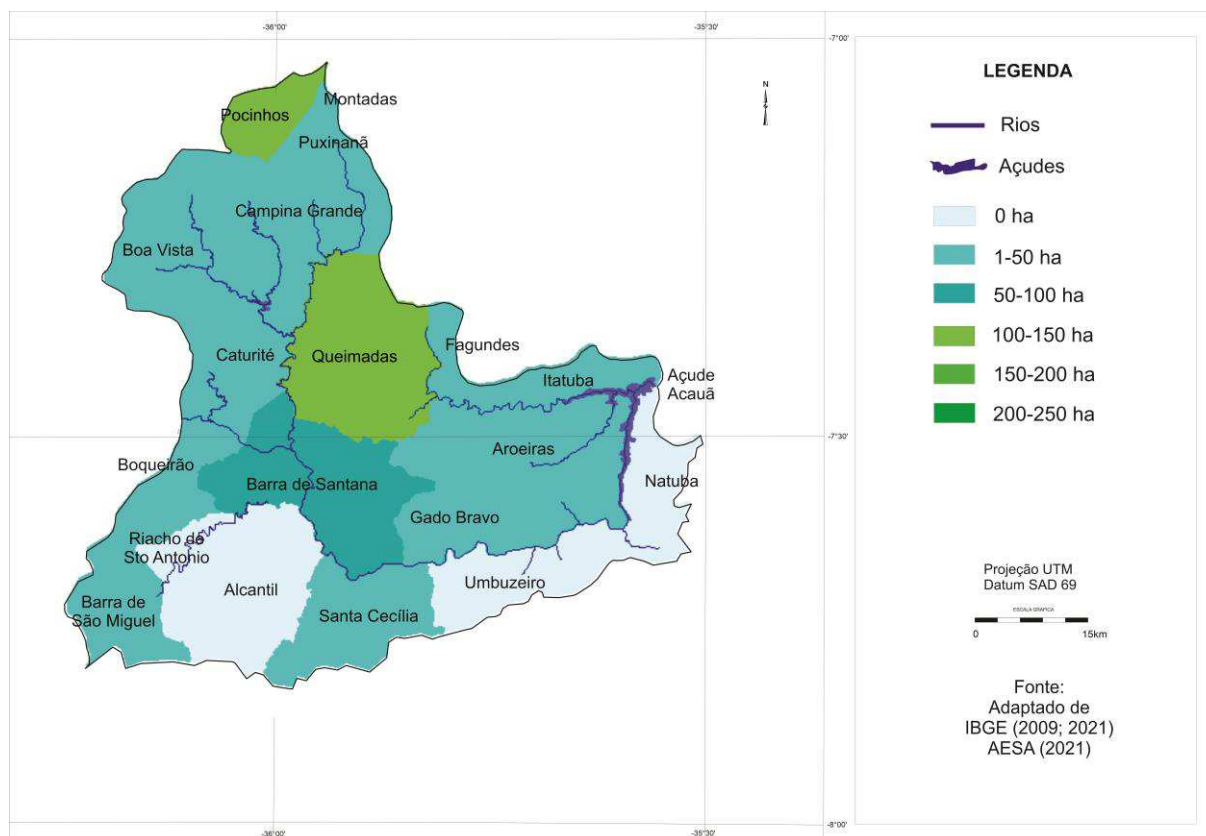 -36°00'
-35°30'
-7°00'
N
Montadas
Pocinhos
Puxinanã
Campina Grande
Boa Vista
Caturité
Queimadas
Fagundes
Itatuba
Açude
Acauã
-7°30'
Aroeiras
Boqueirão
Barra de Santana
Natuba
Gado Bravo
Riacho de
Sto Antonio
Alcantil
Umbuzeiro
Barra de
São Miguel
Santa Cecília
-8°00'
-36°00'
-35°30'
LEGENDA
Rios
Açudes
0 ha
1-50 ha
50-100 ha
100-150 ha
150-200 ha
200-250 ha
Projeção UTM
Datum SAD 69
ESCALA GRÁFICA
0 15km
Fonte:
Adaptado de
IBGE (2009; 2021)
AESA (2021)